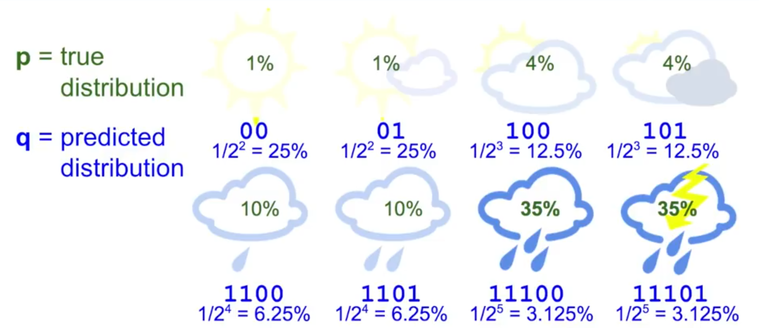 p = true distribution
1% 1% 4% 4%
q = predicted distribution
00 01 100 101
1/2² = 25% 1/2² = 25% 1/2³ = 12.5% 1/2³ = 12.5%
10% 10% 35% 35%
1100 1101 11100 11101
1/2⁴ = 6.25% 1/2⁴ = 6.25% 1/2⁵ = 3.125% 1/2⁵ = 3.125%